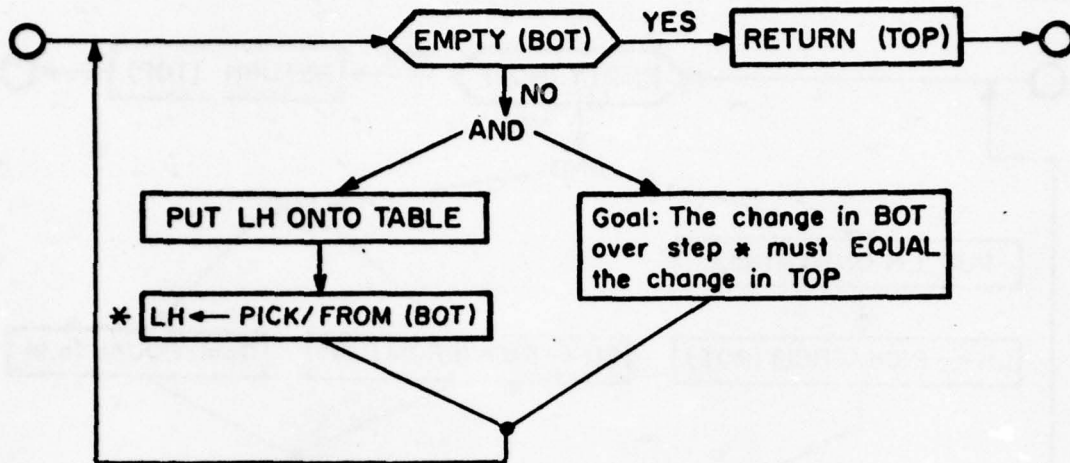 EMPTY (BOT)
YES
RETURN (TOP)
NO
AND
PUT LH ONTO TABLE
Goal: The change in BOT
over step * must EQUAL
the change in TOP
* LH ← PICK/FROM (BOT)